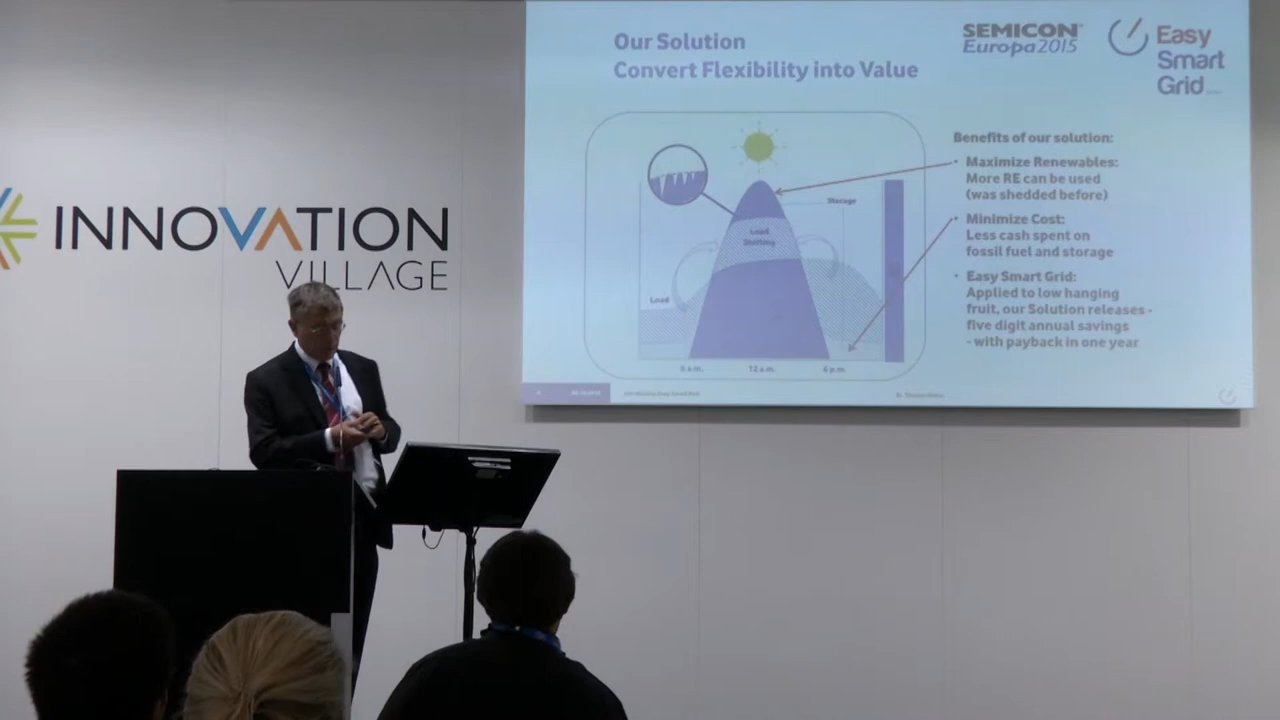 INNOVATION
VILLAGE
Our Solution
Convert Flexibility into Value
SEMICON
Europa2015
Easy
Smart
Grid
Benefits of our solution:
• Maximize Renewables:
More RE can be used
(was shedded before)
• Minimize Cost:
Less cash spent on
fossil fuel and storage
• Easy Smart Grid:
Applied to low hanging
fruit, our Solution releases -
five digit annual savings
- with payback in one year
Storage
Load
Shifting
Load
6 a.m.
12 a.m.
6 p.m.